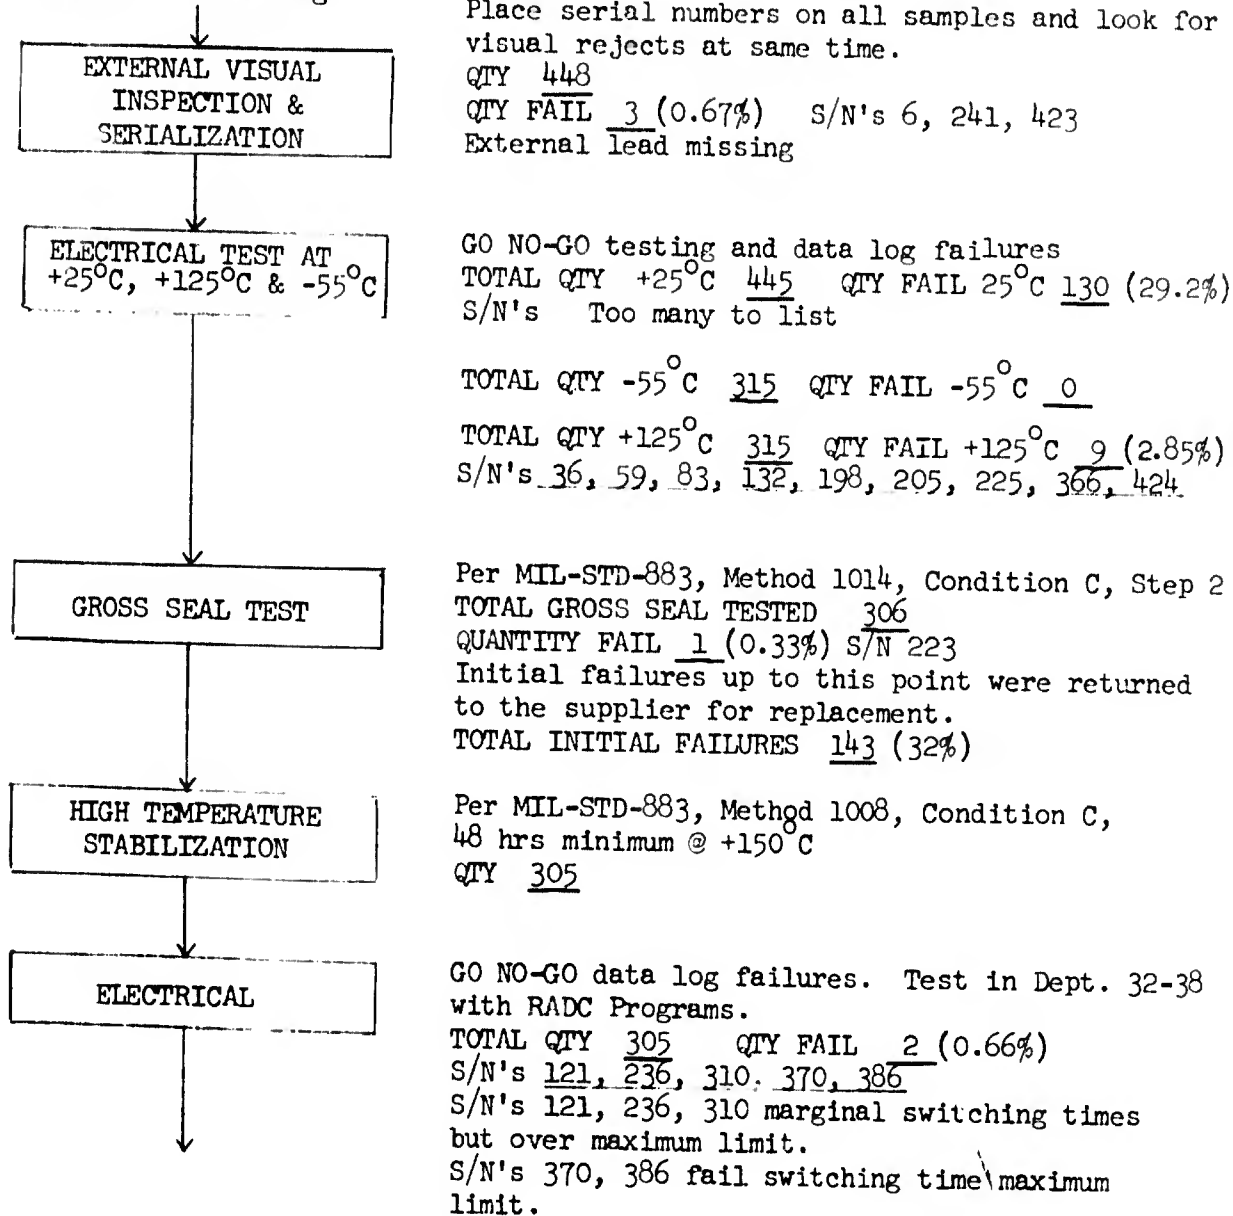 Place serial numbers on all samples and look for
visual rejects at same time.
EXTERNAL VISUAL
INSPECTION &
SERIALIZATION
QTY 448
QTY FAIL 3 (0.67%) S/N's 6, 241, 423
External lead missing
ELECTRICAL TEST AT
+25°C, +125°C & -55°C
GO NO-GO testing and data log failures
TOTAL QTY +25°C 445 QTY FAIL 25°C 130 (29.2%)
S/N's Too many to list
TOTAL QTY -55°C 315 QTY FAIL -55°C 0
TOTAL QTY +125°C 315 QTY FAIL +125°C 9 (2.85%)
S/N's 36, 59, 83, 132, 198, 205, 225, 366, 424
GROSS SEAL TEST
Per MIL-STD-883, Method 1014, Condition C, Step 2
TOTAL GROSS SEAL TESTED 306
QUANTITY FAIL 1 (0.33%) S/N 223
Initial failures up to this point were returned
to the supplier for replacement.
TOTAL INITIAL FAILURES 143 (32%)
HIGH TEMPERATURE
STABILIZATION
Per MIL-STD-883, Method 1008, Condition C,
48 hrs minimum @ +150°C
QTY 305
ELECTRICAL
GO NO-GO data log failures. Test in Dept. 32-38
with RADC Programs.
TOTAL QTY 305 QTY FAIL 2 (0.66%)
S/N's 121, 236, 310. 370, 386
S/N's 121, 236, 310 marginal switching times
but over maximum limit.
S/N's 370, 386 fail switching time maximum
limit.